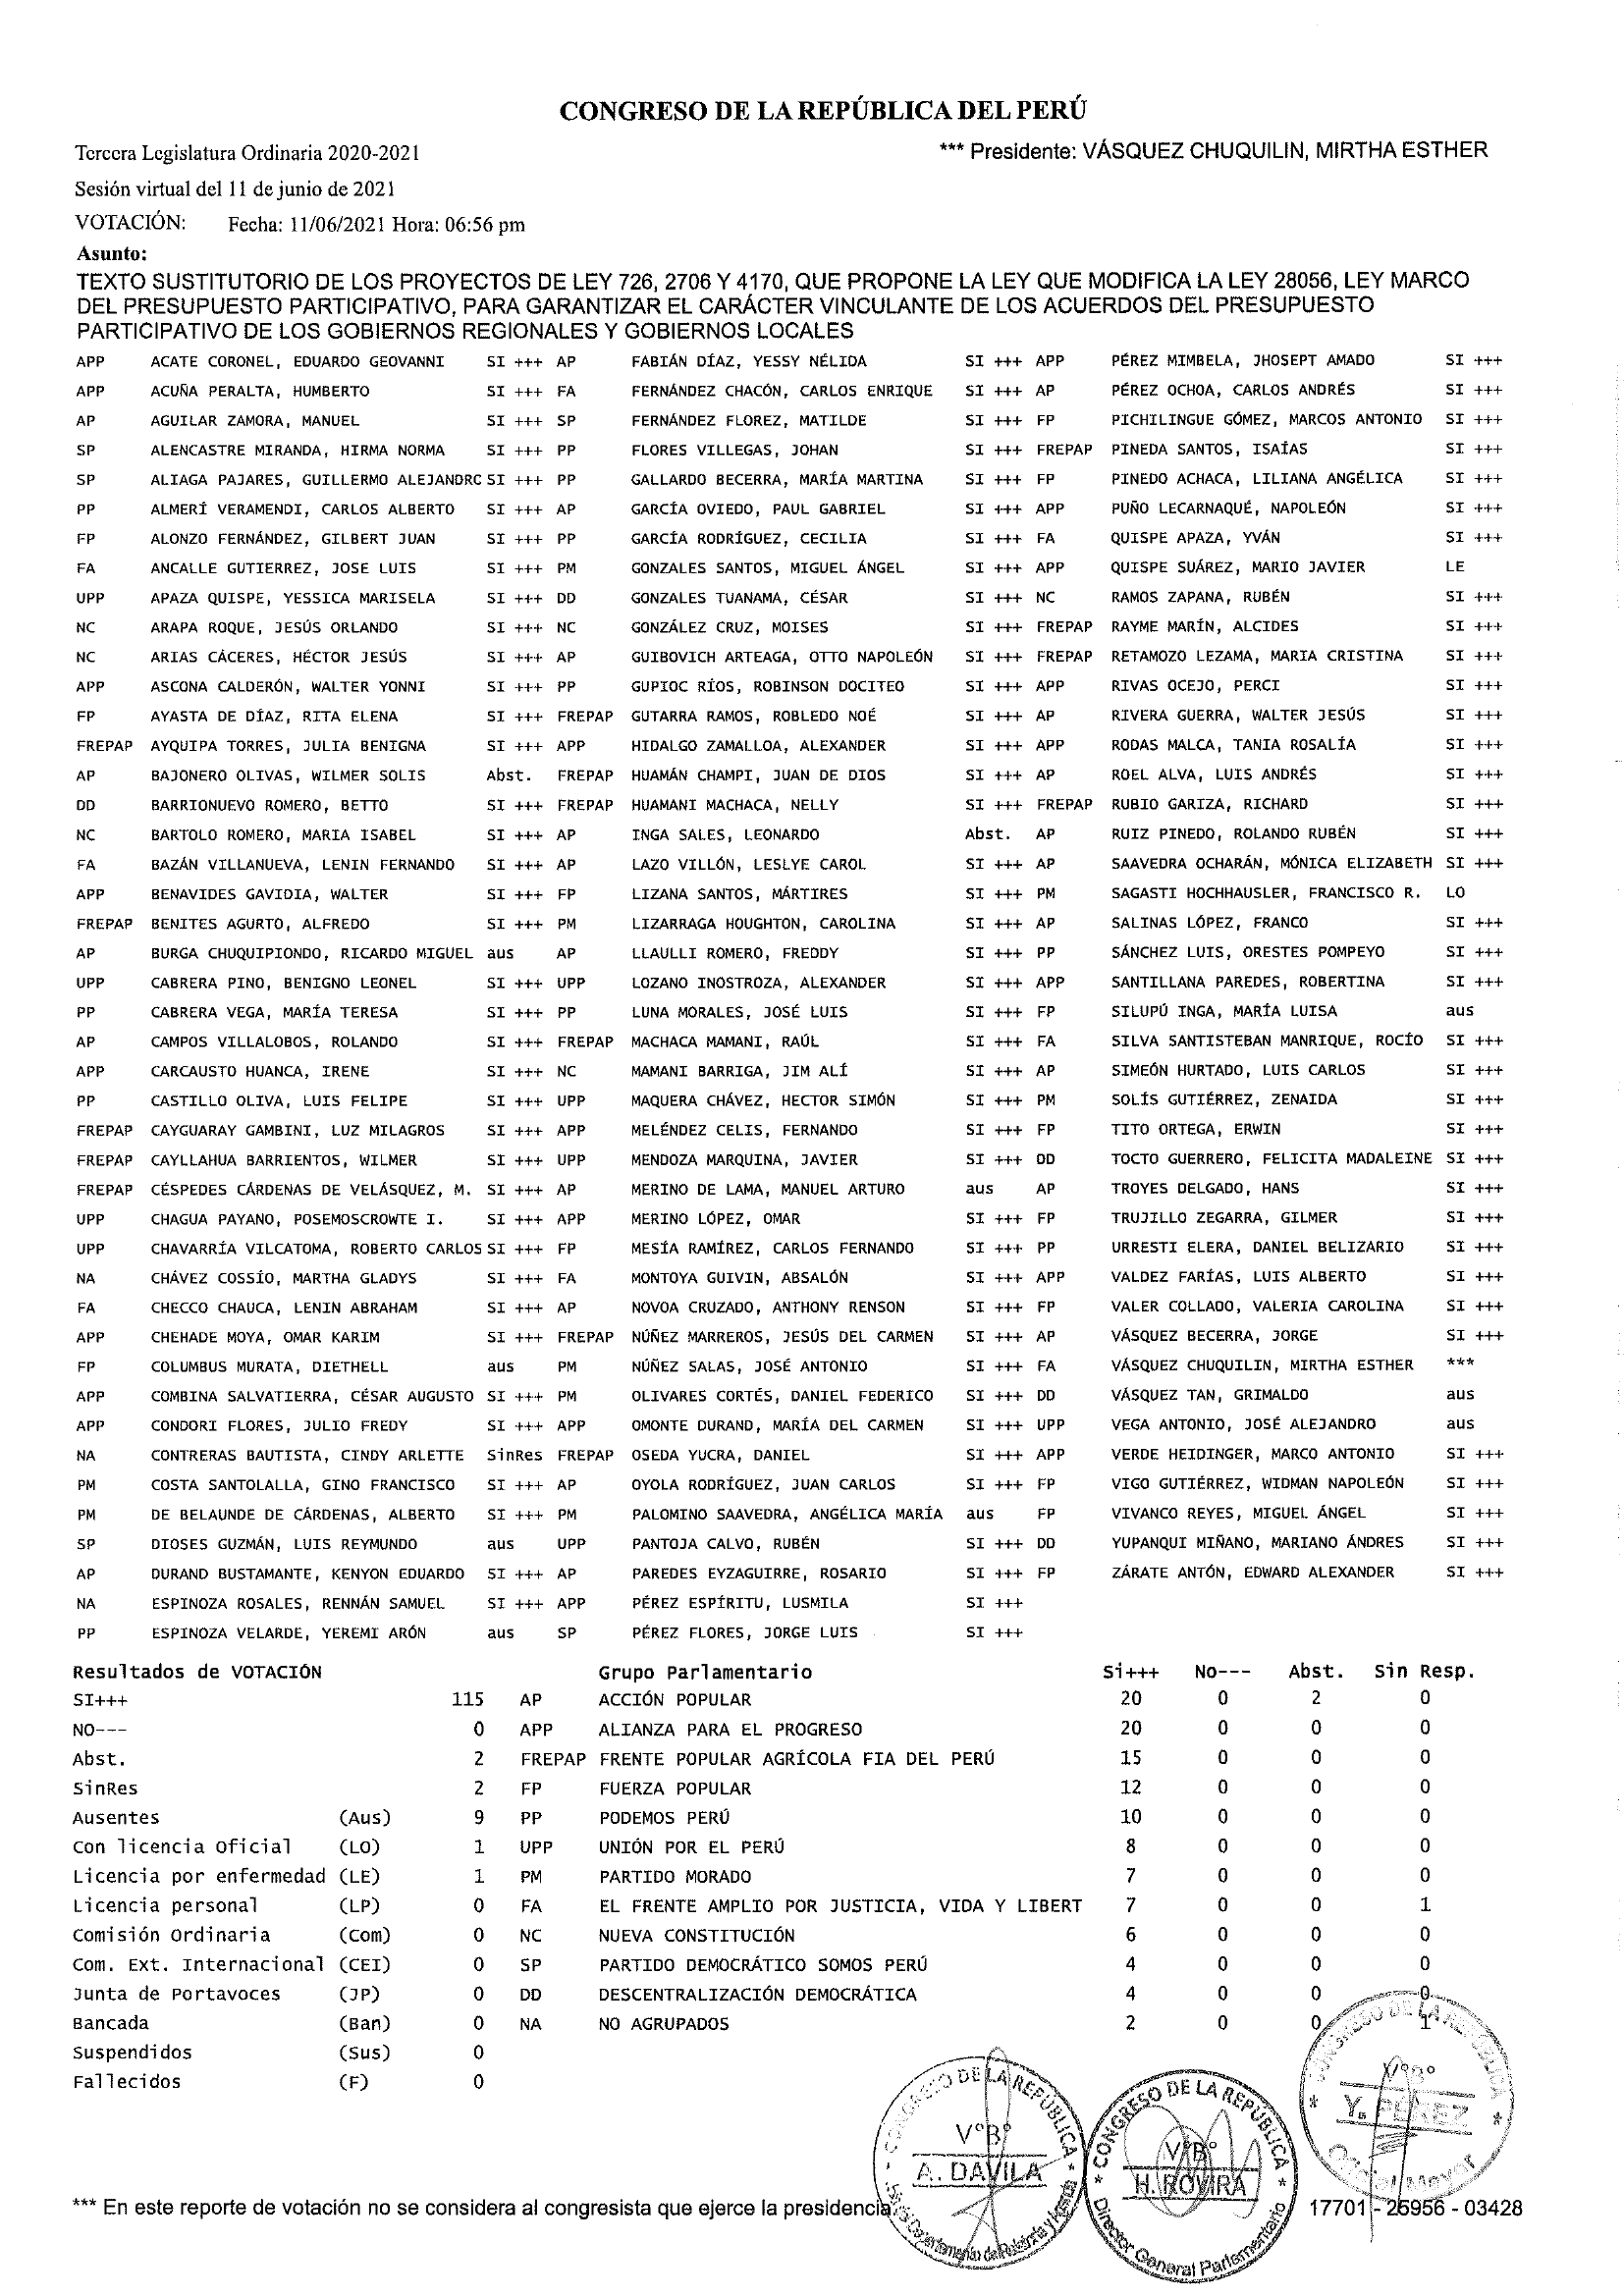 CONGRESO DE LA REPÚBLICA DEL PERÚ
Tercera Legislatura Ordinaria 2020-2021 *** Presidente: VÁSQUEZ CHUQUILIN, MIRTHA ESTHER
Sesión virtual del 11 de junio de 2021
VOTACIÓN: Fecha: 11/06/2021 Hora: 06:56 pm
Asunto:
TEXTO SUSTITUTORIO DE LOS PROYECTOS DE LEY 726, 2706 Y 4170, QUE PROPONE LA LEY QUE MODIFICA LA LEY 28056, LEY MARCO
DEL PRESUPUESTO PARTICIPATIVO, PARA GARANTIZAR EL CARÁCTER VINCULANTE DE LOS ACUERDOS DEL PRESUPUESTO
PARTICIPATIVO DE LOS GOBIERNOS REGIONALES Y GOBIERNOS LOCALES
APP ACATE CORONEL, EDUARDO GEOVANNI SI +++ AP FABIÁN DÍAZ, YESSY NÉLIDA SI +++ APP PÉREZ MIMBELA, JHOSEPT AMADO SI +++
APP ACUÑA PERALTA, HUMBERTO SI +++ FA FERNÁNDEZ CHACÓN, CARLOS ENRIQUE SI +++ AP PÉREZ OCHOA, CARLOS ANDRÉS SI +++
AP AGUILAR ZAMORA, MANUEL SI +++ SP FERNÁNDEZ FLOREZ, MATILDE SI +++ FP PICHILINGUE GÓMEZ, MARCOS ANTONIO SI +++
SP ALENCASTRE MIRANDA, HIRMA NORMA SI +++ PP FLORES VILLEGAS, JOHAN SI +++ FREPAP PINEDA SANTOS, ISAÍAS SI +++
SP ALIAGA PAJARES, GUILLERMO ALEJANDRO SI +++ PP GALLARDO BECERRA, MARÍA MARTINA SI +++ FP PINEDO ACHACA, LILIANA ANGÉLICA SI +++
PP ALMERÍ VERAMENDI, CARLOS ALBERTO SI +++ AP GARCÍA OVIEDO, PAUL GABRIEL SI +++ APP PUÑO LECARNAQUÉ, NAPOLEÓN SI +++
FP ALONZO FERNÁNDEZ, GILBERT JUAN SI +++ PP GARCÍA RODRÍGUEZ, CECILIA SI +++ FA QUISPE APAZA, YVÁN SI +++
FA ANCALLE GUTIERREZ, JOSE LUIS SI +++ PM GONZALES SANTOS, MIGUEL ÁNGEL SI +++ APP QUISPE SUÁREZ, MARIO JAVIER LE
UPP APAZA QUISPE, YESSICA MARISELA SI +++ DD GONZALES TUANAMA, CÉSAR SI +++ NC RAMOS ZAPANA, RUBÉN SI +++
NC ARAPA ROQUE, JESÚS ORLANDO SI +++ NC GONZÁLEZ CRUZ, MOISES SI +++ FREPAP RAYME MARÍN, ALCIDES SI +++
NC ARIAS CÁCERES, HÉCTOR JESÚS SI +++ AP GUIBOVICH ARTEAGA, OTTO NAPOLEÓN SI +++ FREPAP RETAMOZO LEZAMA, MARIA CRISTINA SI +++
APP ASCONA CALDERÓN, WALTER YONNI SI +++ PP GUPIOC RÍOS, ROBINSON DOCITEO SI +++ APP RIVAS OCEJO, PERCI SI +++
FP AYASTA DE DÍAZ, RITA ELENA SI +++ FREPAP GUTARRA RAMOS, ROBLEDO NOÉ SI +++ AP RIVERA GUERRA, WALTER JESÚS SI +++
FREPAP AYQUIPA TORRES, JULIA BENIGNA SI +++ APP HIDALGO ZAMALLOA, ALEXANDER SI +++ APP RODAS MALCA, TANIA ROSALÍA SI +++
AP BAJONERO OLIVAS, WILMER SOLIS Abst. FREPAP HUAMÁN CHAMPI, JUAN DE DIOS SI +++ AP ROEL ALVA, LUIS ANDRÉS SI +++
DD BARRIONUEVO ROMERO, BETTO SI +++ FREPAP HUAMANI MACHACA, NELLY SI +++ FREPAP RUBIO GARIZA, RICHARD SI +++
NC BARTOLO ROMERO, MARIA ISABEL SI +++ AP INGA SALES, LEONARDO Abst. AP RUIZ PINEDO, ROLANDO RUBÉN SI +++
FA BAZÁN VILLANUEVA, LENIN FERNANDO SI +++ AP LAZO VILLÓN, LESLYE CAROL SI +++ AP SAAVEDRA OCHARÁN, MÓNICA ELIZABETH SI +++
APP BENAVIDES GAVIDIA, WALTER SI +++ FP LIZANA SANTOS, MÁRTIRES SI +++ PM SAGASTI HOCHHAUSLER, FRANCISCO R. LO
FREPAP BENITES AGURTO, ALFREDO SI +++ PM LIZARRAGA HOUGHTON, CAROLINA SI +++ AP SALINAS LÓPEZ, FRANCO SI +++
AP BURGA CHUQUIPIONDO, RICARDO MIGUEL aus AP LLAULLI ROMERO, FREDDY SI +++ PP SÁNCHEZ LUIS, ORESTES POMPEYO SI +++
UPP CABRERA PINO, BENIGNO LEONEL SI +++ UPP LOZANO INOSTROZA, ALEXANDER SI +++ APP SANTILLANA PAREDES, ROBERTINA SI +++
PP CABRERA VEGA, MARÍA TERESA SI +++ PP LUNA MORALES, JOSÉ LUIS SI +++ FP SILUPÚ INGA, MARÍA LUISA aus
AP CAMPOS VILLALOBOS, ROLANDO SI +++ FREPAP MACHACA MAMANI, RAÚL SI +++ FA SILVA SANTISTEBAN MANRIQUE, ROCÍO SI +++
APP CARCAUSTO HUANCA, IRENE SI +++ NC MAMANI BARRIGA, JIM ALÍ SI +++ AP SIMEÓN HURTADO, LUIS CARLOS SI +++
PP CASTILLO OLIVA, LUIS FELIPE SI +++ UPP MAQUERA CHÁVEZ, HECTOR SIMÓN SI +++ PM SOLÍS GUTIÉRREZ, ZENAIDA SI +++
FREPAP CAYGUARAY GAMBINI, LUZ MILAGROS SI +++ APP MELÉNDEZ CELIS, FERNANDO SI +++ FP TITO ORTEGA, ERWIN SI +++
FREPAP CAYLLAHUA BARRIENTOS, WILMER SI +++ UPP MENDOZA MARQUINA, JAVIER SI +++ DD TOCTO GUERRERO, FELICITA MADALEINE SI +++
FREPAP CÉSPEDES CÁRDENAS DE VELÁSQUEZ, M. SI +++ AP MERINO DE LAMA, MANUEL ARTURO aus AP TROYES DELGADO, HANS SI +++
UPP CHAGUA PAYANO, POSEMOSCROWTE I. SI +++ APP MERINO LÓPEZ, OMAR SI +++ FP TRUJILLO ZEGARRA, GILMER SI +++
UPP CHAVARRÍA VILCATOMA, ROBERTO CARLOS SI +++ FP MESÍA RAMÍREZ, CARLOS FERNANDO SI +++ PP URRESTI ELERA, DANIEL BELIZARIO SI +++
NA CHÁVEZ COSSÍO, MARTHA GLADYS SI +++ FA MONTOYA GUIVIN, ABSALÓN SI +++ APP VALDEZ FARÍAS, LUIS ALBERTO SI +++
FA CHECCO CHAUCA, LENIN ABRAHAM SI +++ AP NOVOA CRUZADO, ANTHONY RENSON SI +++ FP VALER COLLADO, VALERIA CAROLINA SI +++
APP CHEHADE MOYA, OMAR KARIM SI +++ FREPAP NÚÑEZ MARREROS, JESÚS DEL CARMEN SI +++ AP VÁSQUEZ BECERRA, JORGE SI +++
FP COLUMBUS MURATA, DIETHELL aus PM NÚÑEZ SALAS, JOSÉ ANTONIO SI +++ FA VÁSQUEZ CHUQUILIN, MIRTHA ESTHER ***
APP COMBINA SALVATIERRA, CÉSAR AUGUSTO SI +++ PM OLIVARES CORTÉS, DANIEL FEDERICO SI +++ DD VÁSQUEZ TAN, GRIMALDO aus
APP CONDORI FLORES, JULIO FREDY SI +++ APP OMONTE DURAND, MARÍA DEL CARMEN SI +++ UPP VEGA ANTONIO, JOSÉ ALEJANDRO aus
NA CONTRERAS BAUTISTA, CINDY ARLETTE SinRes FREPAP OSEDA YUCRA, DANIEL SI +++ APP VERDE HEIDINGER, MARCO ANTONIO SI +++
PM COSTA SANTOLALLA, GINO FRANCISCO SI +++ AP OYOLA RODRÍGUEZ, JUAN CARLOS SI +++ FP VIGO GUTIÉRREZ, WIDMAN NAPOLEÓN SI +++
PM DE BELAUNDE DE CÁRDENAS, ALBERTO SI +++ PM PALOMINO SAAVEDRA, ANGÉLICA MARÍA aus FP VIVANCO REYES, MIGUEL ÁNGEL SI +++
SP DIOSES GUZMÁN, LUIS REYMUNDO aus UPP PANTOJA CALVO, RUBÉN SI +++ DD YUPANQUI MIÑANO, MARIANO ÁNDRES SI +++
AP DURAND BUSTAMANTE, KENYON EDUARDO SI +++ AP PAREDES EYZAGUIRRE, ROSARIO SI +++ FP ZÁRATE ANTÓN, EDWARD ALEXANDER SI +++
NA ESPINOZA ROSALES, RENNÁN SAMUEL SI +++ APP PÉREZ ESPÍRITU, LUSMILA SI +++
PP ESPINOZA VELARDE, YEREMI ARÓN aus SP PÉREZ FLORES, JORGE LUIS SI +++
Resultados de VOTACIÓN Grupo Parlamentario Si+++ No--- Abst. Sin Resp.
SI+++ 115 AP ACCIÓN POPULAR 20 0 2 0
NO--- 0 APP ALIANZA PARA EL PROGRESO 20 0 0 0
Abst. 2 FREPAP FRENTE POPULAR AGRÍCOLA FIA DEL PERÚ 15 0 0 0
SinRes 2 FP FUERZA POPULAR 12 0 0 0
Ausentes (Aus) 9 PP PODEMOS PERÚ 10 0 0 0
Con licencia Oficial (LO) 1 UPP UNIÓN POR EL PERÚ 8 0 0 0
Licencia por enfermedad (LE) 1 PM PARTIDO MORADO 7 0 0 0
Licencia personal (LP) 0 FA EL FRENTE AMPLIO POR JUSTICIA, VIDA Y LIBERT 7 0 0 1
Comisión Ordinaria (Com) 0 NC NUEVA CONSTITUCIÓN 6 0 0 0
Com. Ext. Internacional (CEI) 0 SP PARTIDO DEMOCRÁTICO SOMOS PERÚ 4 0 0 0
Junta de Portavoces (JP) 0 DD DESCENTRALIZACIÓN DEMOCRÁTICA 4 0 0 0
Bancada (Ban) 0 NA NO AGRUPADOS 2 0 0 1
Suspendidos (Sus) 0
Fallecidos (F) 0
CONGRESO DE LA REPÚBLICA
V°B°
Y. PÉREZ
Oficial Mayor
CONGRESO DE LA REPÚBLICA
V°B°
A. DAVILA
CONGRESO DE LA REPÚBLICA
V°B°
H. ROVIRA
Director General Parlamentario
*** En este reporte de votación no se considera al congresista que ejerce la presidencia. 17701 - 25956 - 03428